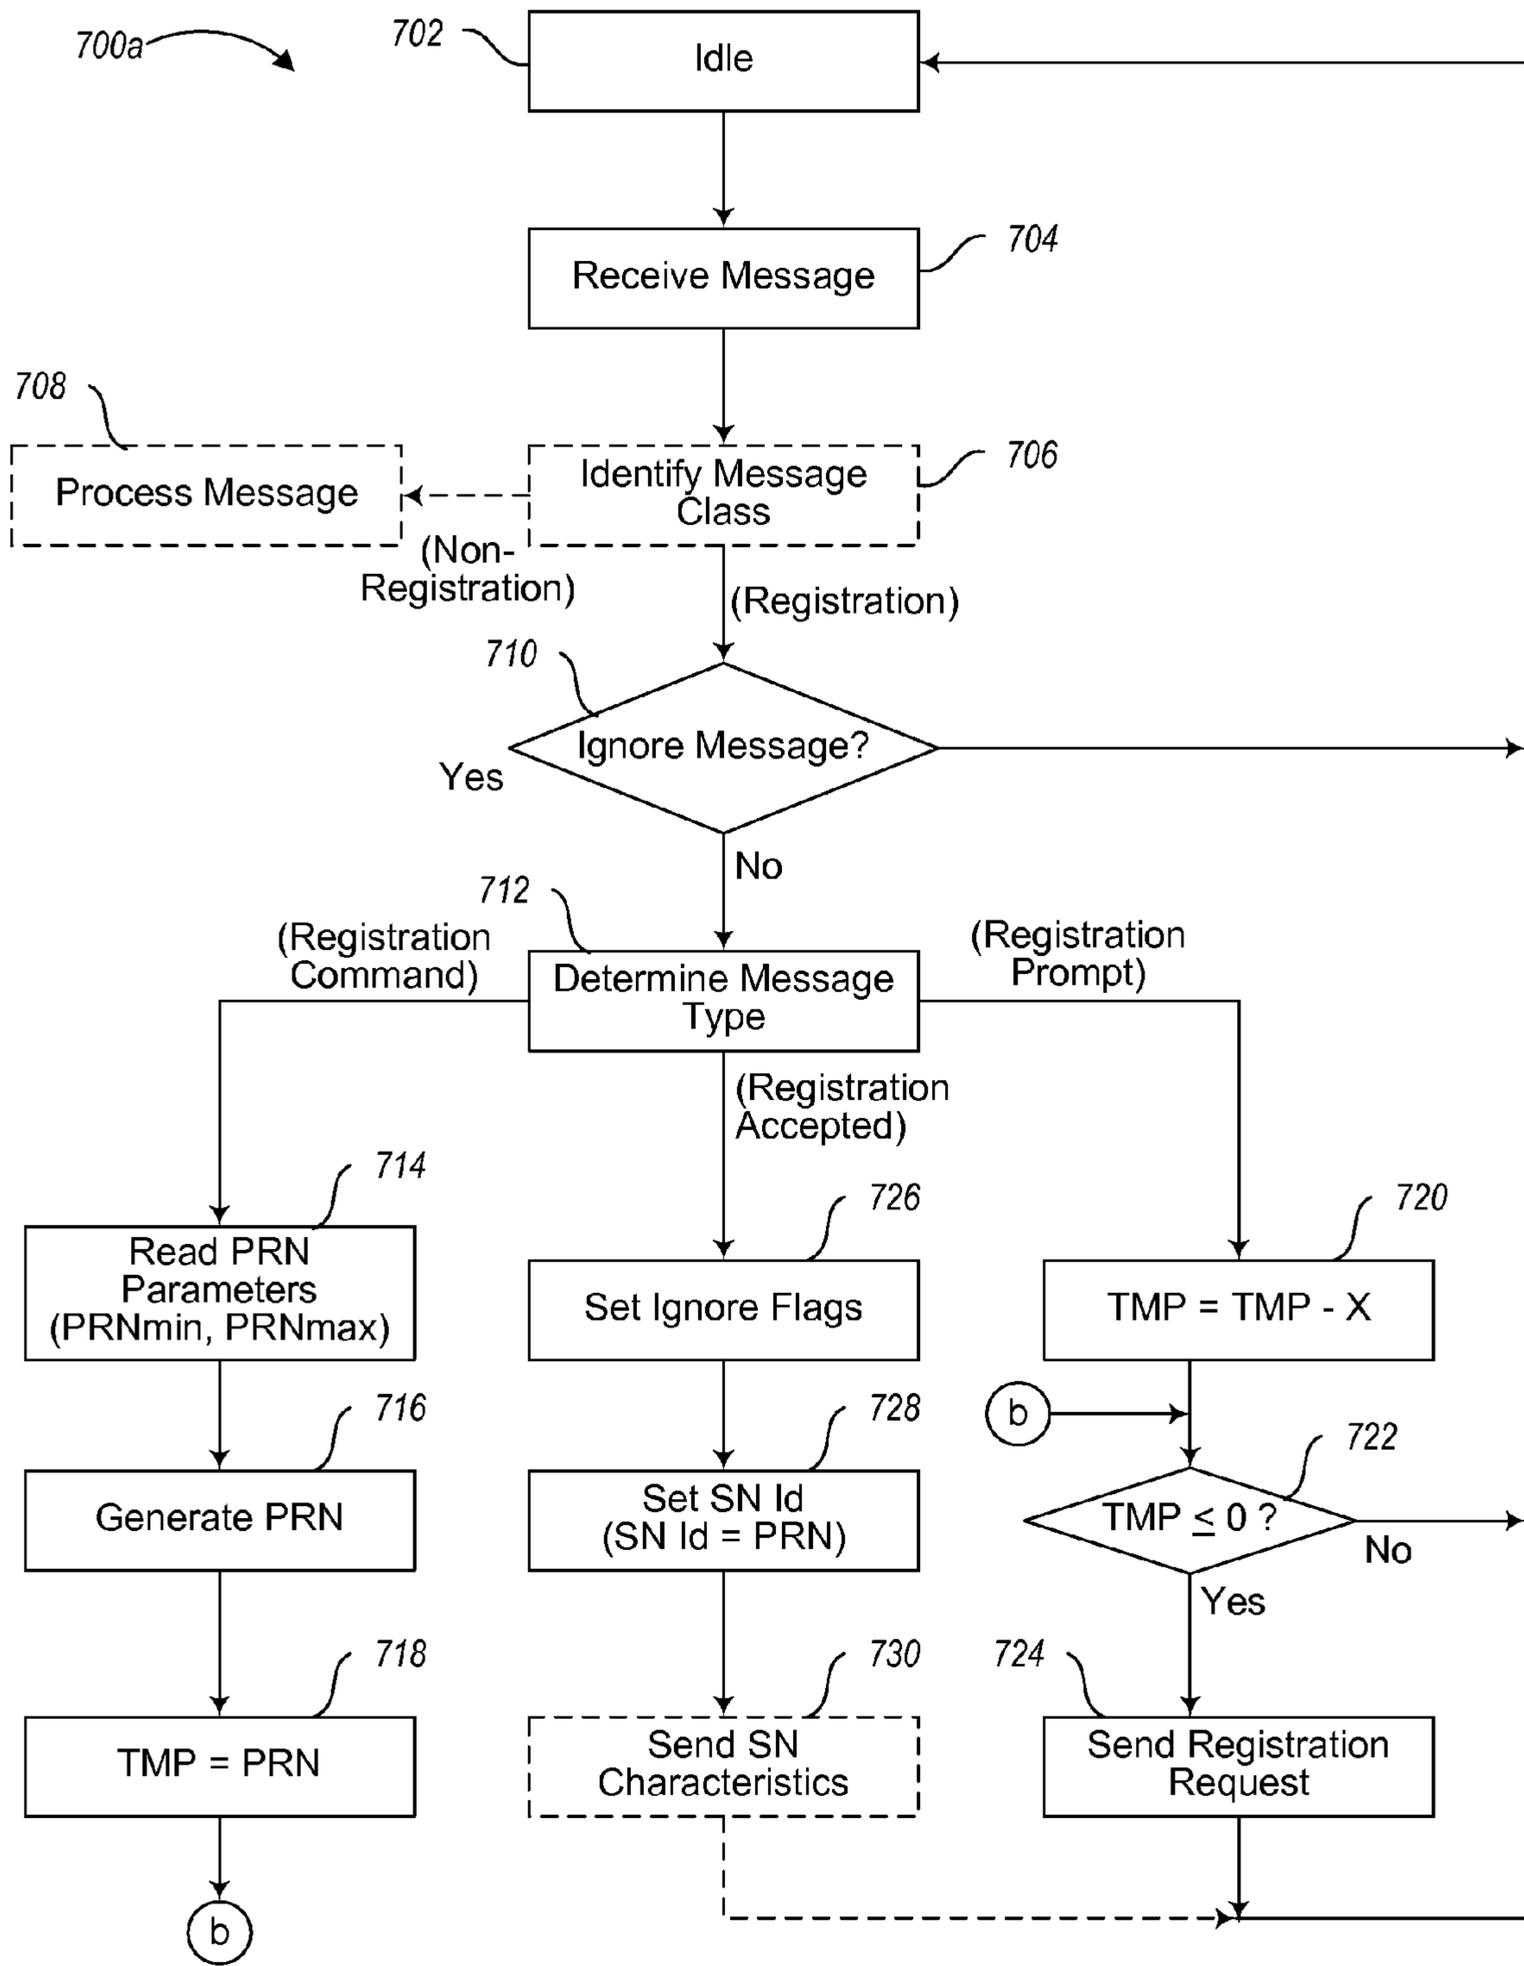 700a
702
Idle
704
Receive Message
708
706
Process Message
Identify Message
Class
(Non-
Registration)
(Registration)
710
Ignore Message?
Yes
No
712
(Registration
Command)
Determine Message
Type
(Registration
Prompt)
(Registration
Accepted)
714
726
720
Read PRN
Parameters
(PRNmin, PRNmax)
Set Ignore Flags
TMP = TMP - X
716
728
b
722
Generate PRN
Set SN Id
(SN Id = PRN)
TMP ≤ 0 ?
No
Yes
718
730
724
TMP = PRN
Send SN
Characteristics
Send Registration
Request
b